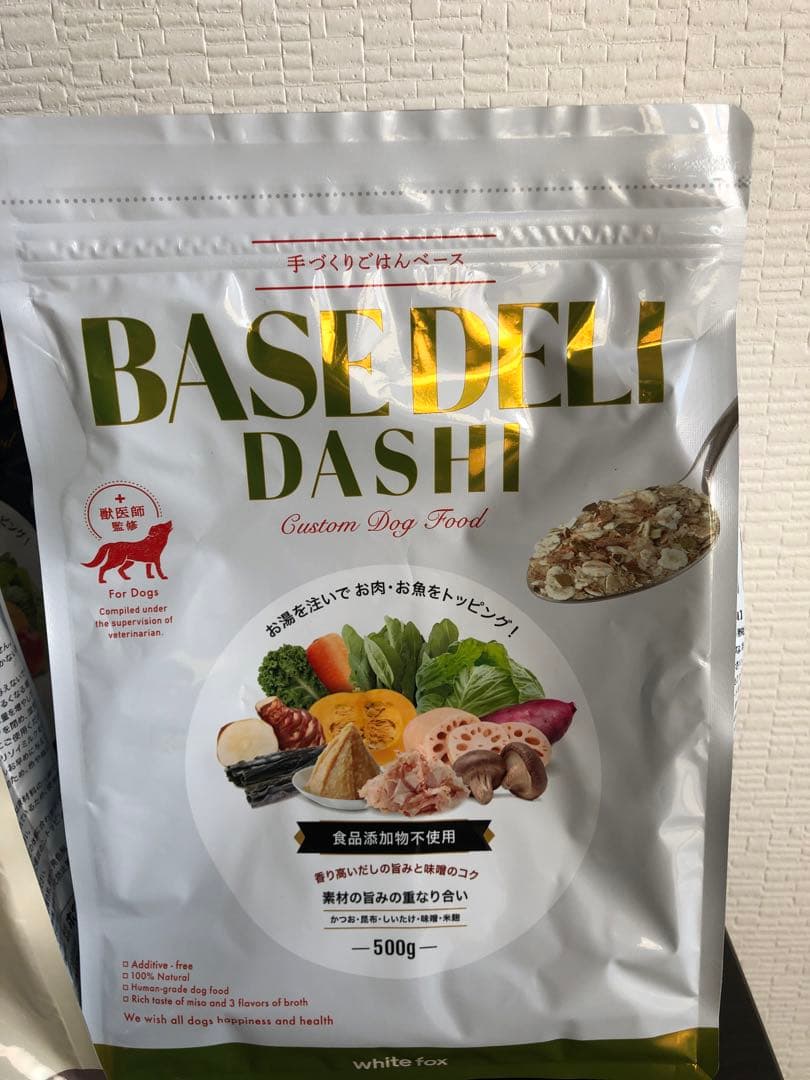 手づくりごはんベース
BASE DELI
DASHI
Custom Dog Food
獣医師
監修
For Dogs
Compiled under
the supervision of
veterinarian.
お湯を注いで お肉・お魚をトッピング！
食品添加物不使用
香り高いだしの旨みと味噌のコク
素材の旨みの重なり合い
かつお・昆布・しいたけ・味噌・米麹
500g
Additive - free
100% Natural
Human-grade dog food
Rich taste of miso and 3 flavors of broth
We wish all dogs happiness and health
white fox